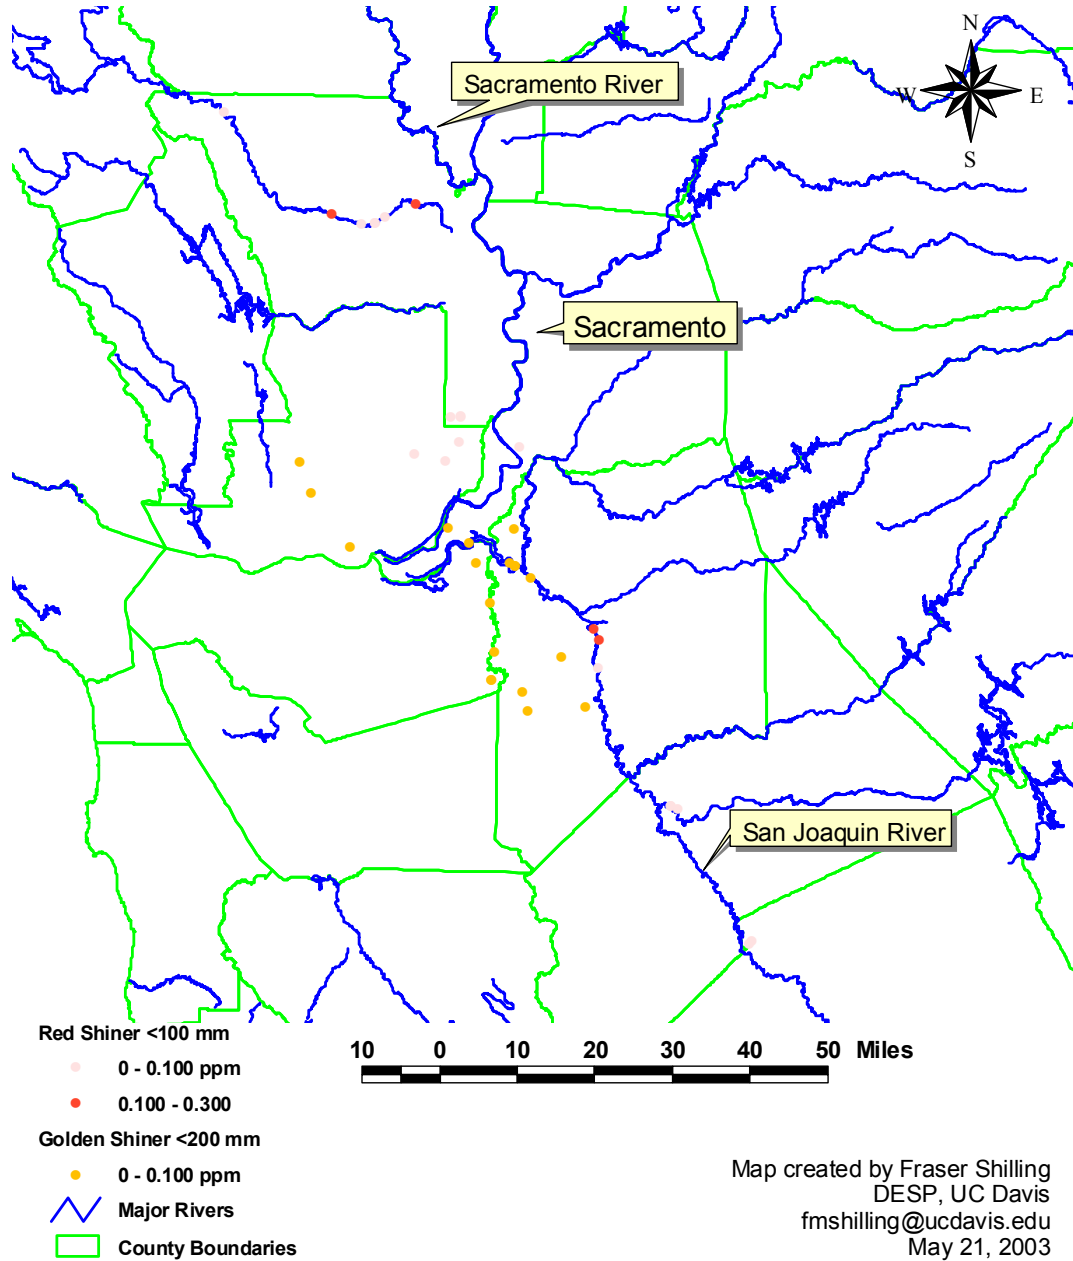 N
Sacramento River
W
E
S
Sacramento
San Joaquin River
Red Shiner <100 mm
0 - 0.100 ppm
0.100 - 0.300
Golden Shiner <200 mm
0 - 0.100 ppm
Major Rivers
County Boundaries
10 0 10 20 30 40 50 Miles
Map created by Fraser Shilling
DESP, UC Davis
fmshilling@ucdavis.edu
May 21, 2003